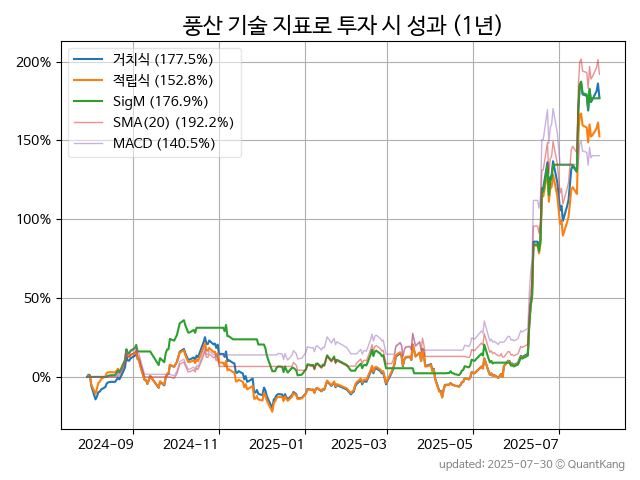 풍산 기술 지표로 투자 시 성과 (1년)
200%
150%
100%
50%
0%
거치식 (177.5%)
적립식 (152.8%)
SigM (176.9%)
SMA(20) (192.2%)
MACD (140.5%)
2024-09
2024-11
2025-01
2025-03
2025-05
2025-07
updated: 2025-07-30 © QuantKang